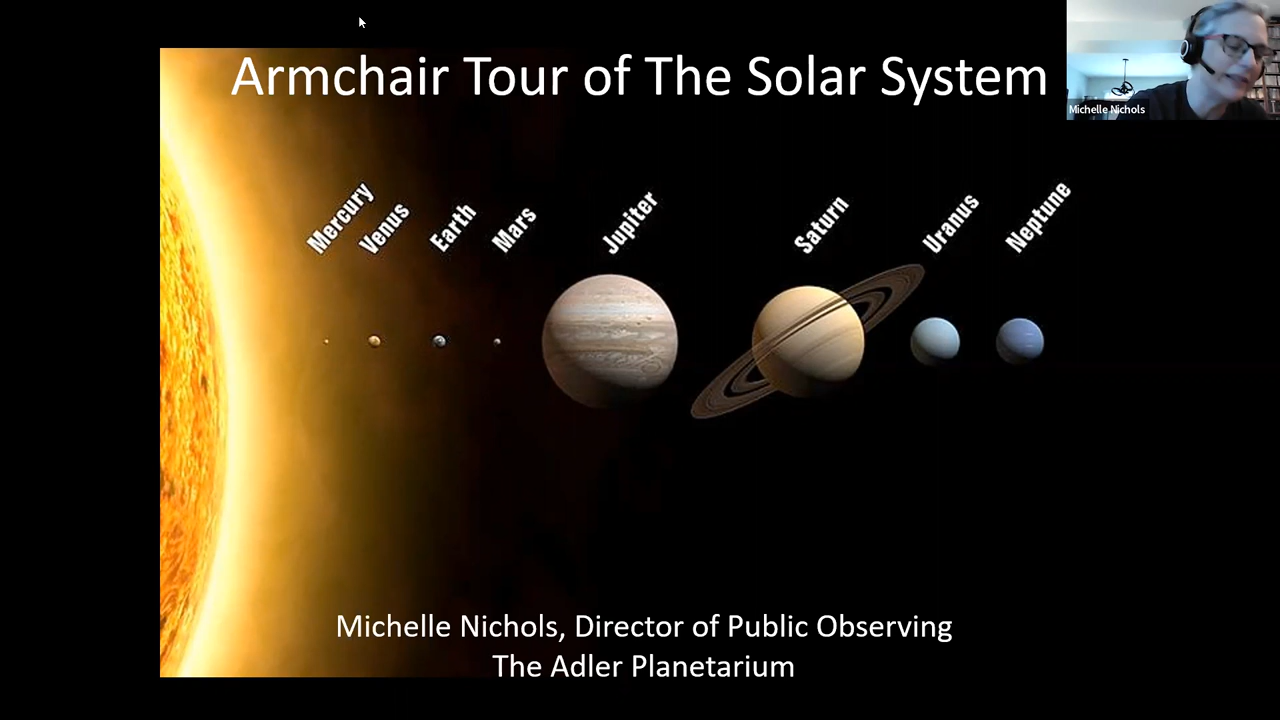 Armchair Tour of The Solar System
Michelle Nichols
Mercury
Venus
Earth
Mars
Jupiter
Saturn
Uranus
Neptune
Michelle Nichols, Director of Public Observing
The Adler Planetarium